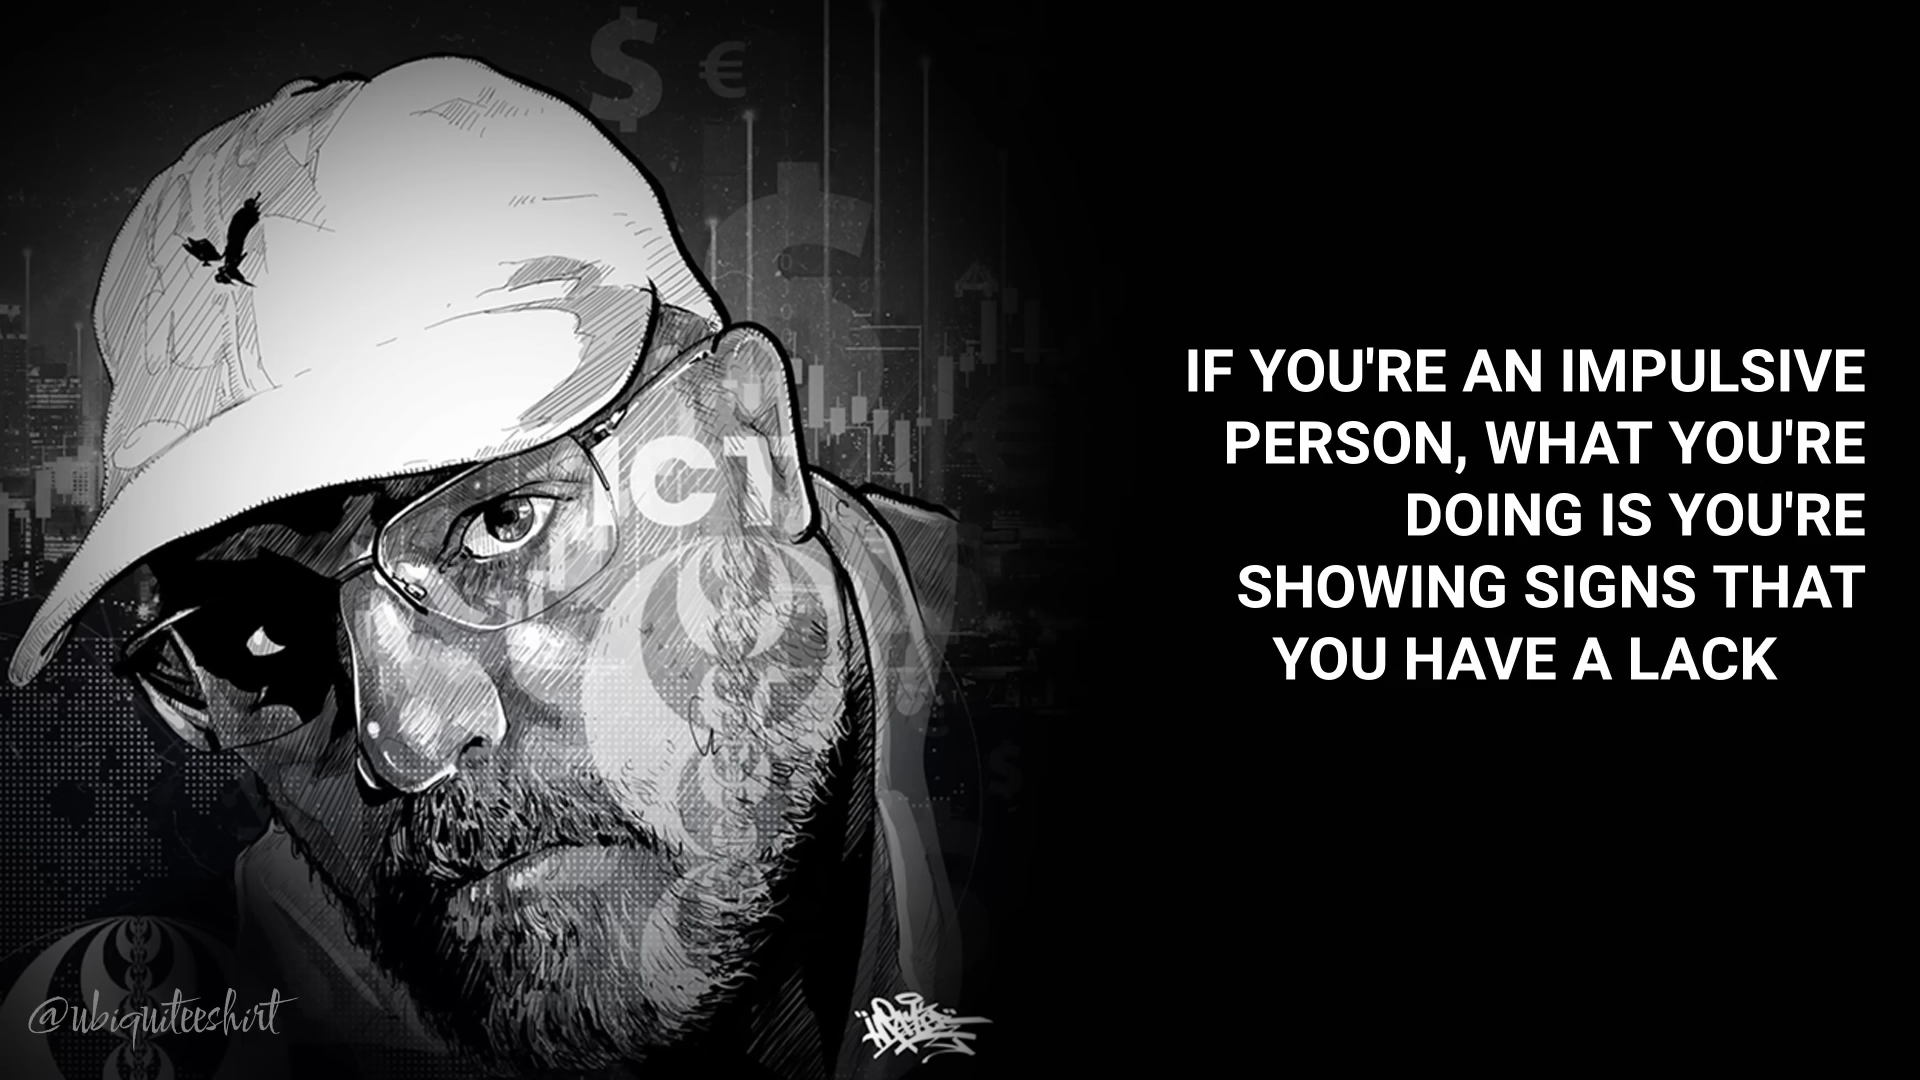 $ €
ICT
IF YOU'RE AN IMPULSIVE
PERSON, WHAT YOU'RE
DOING IS YOU'RE
SHOWING SIGNS THAT
YOU HAVE A LACK
@ubiquiteeshirt